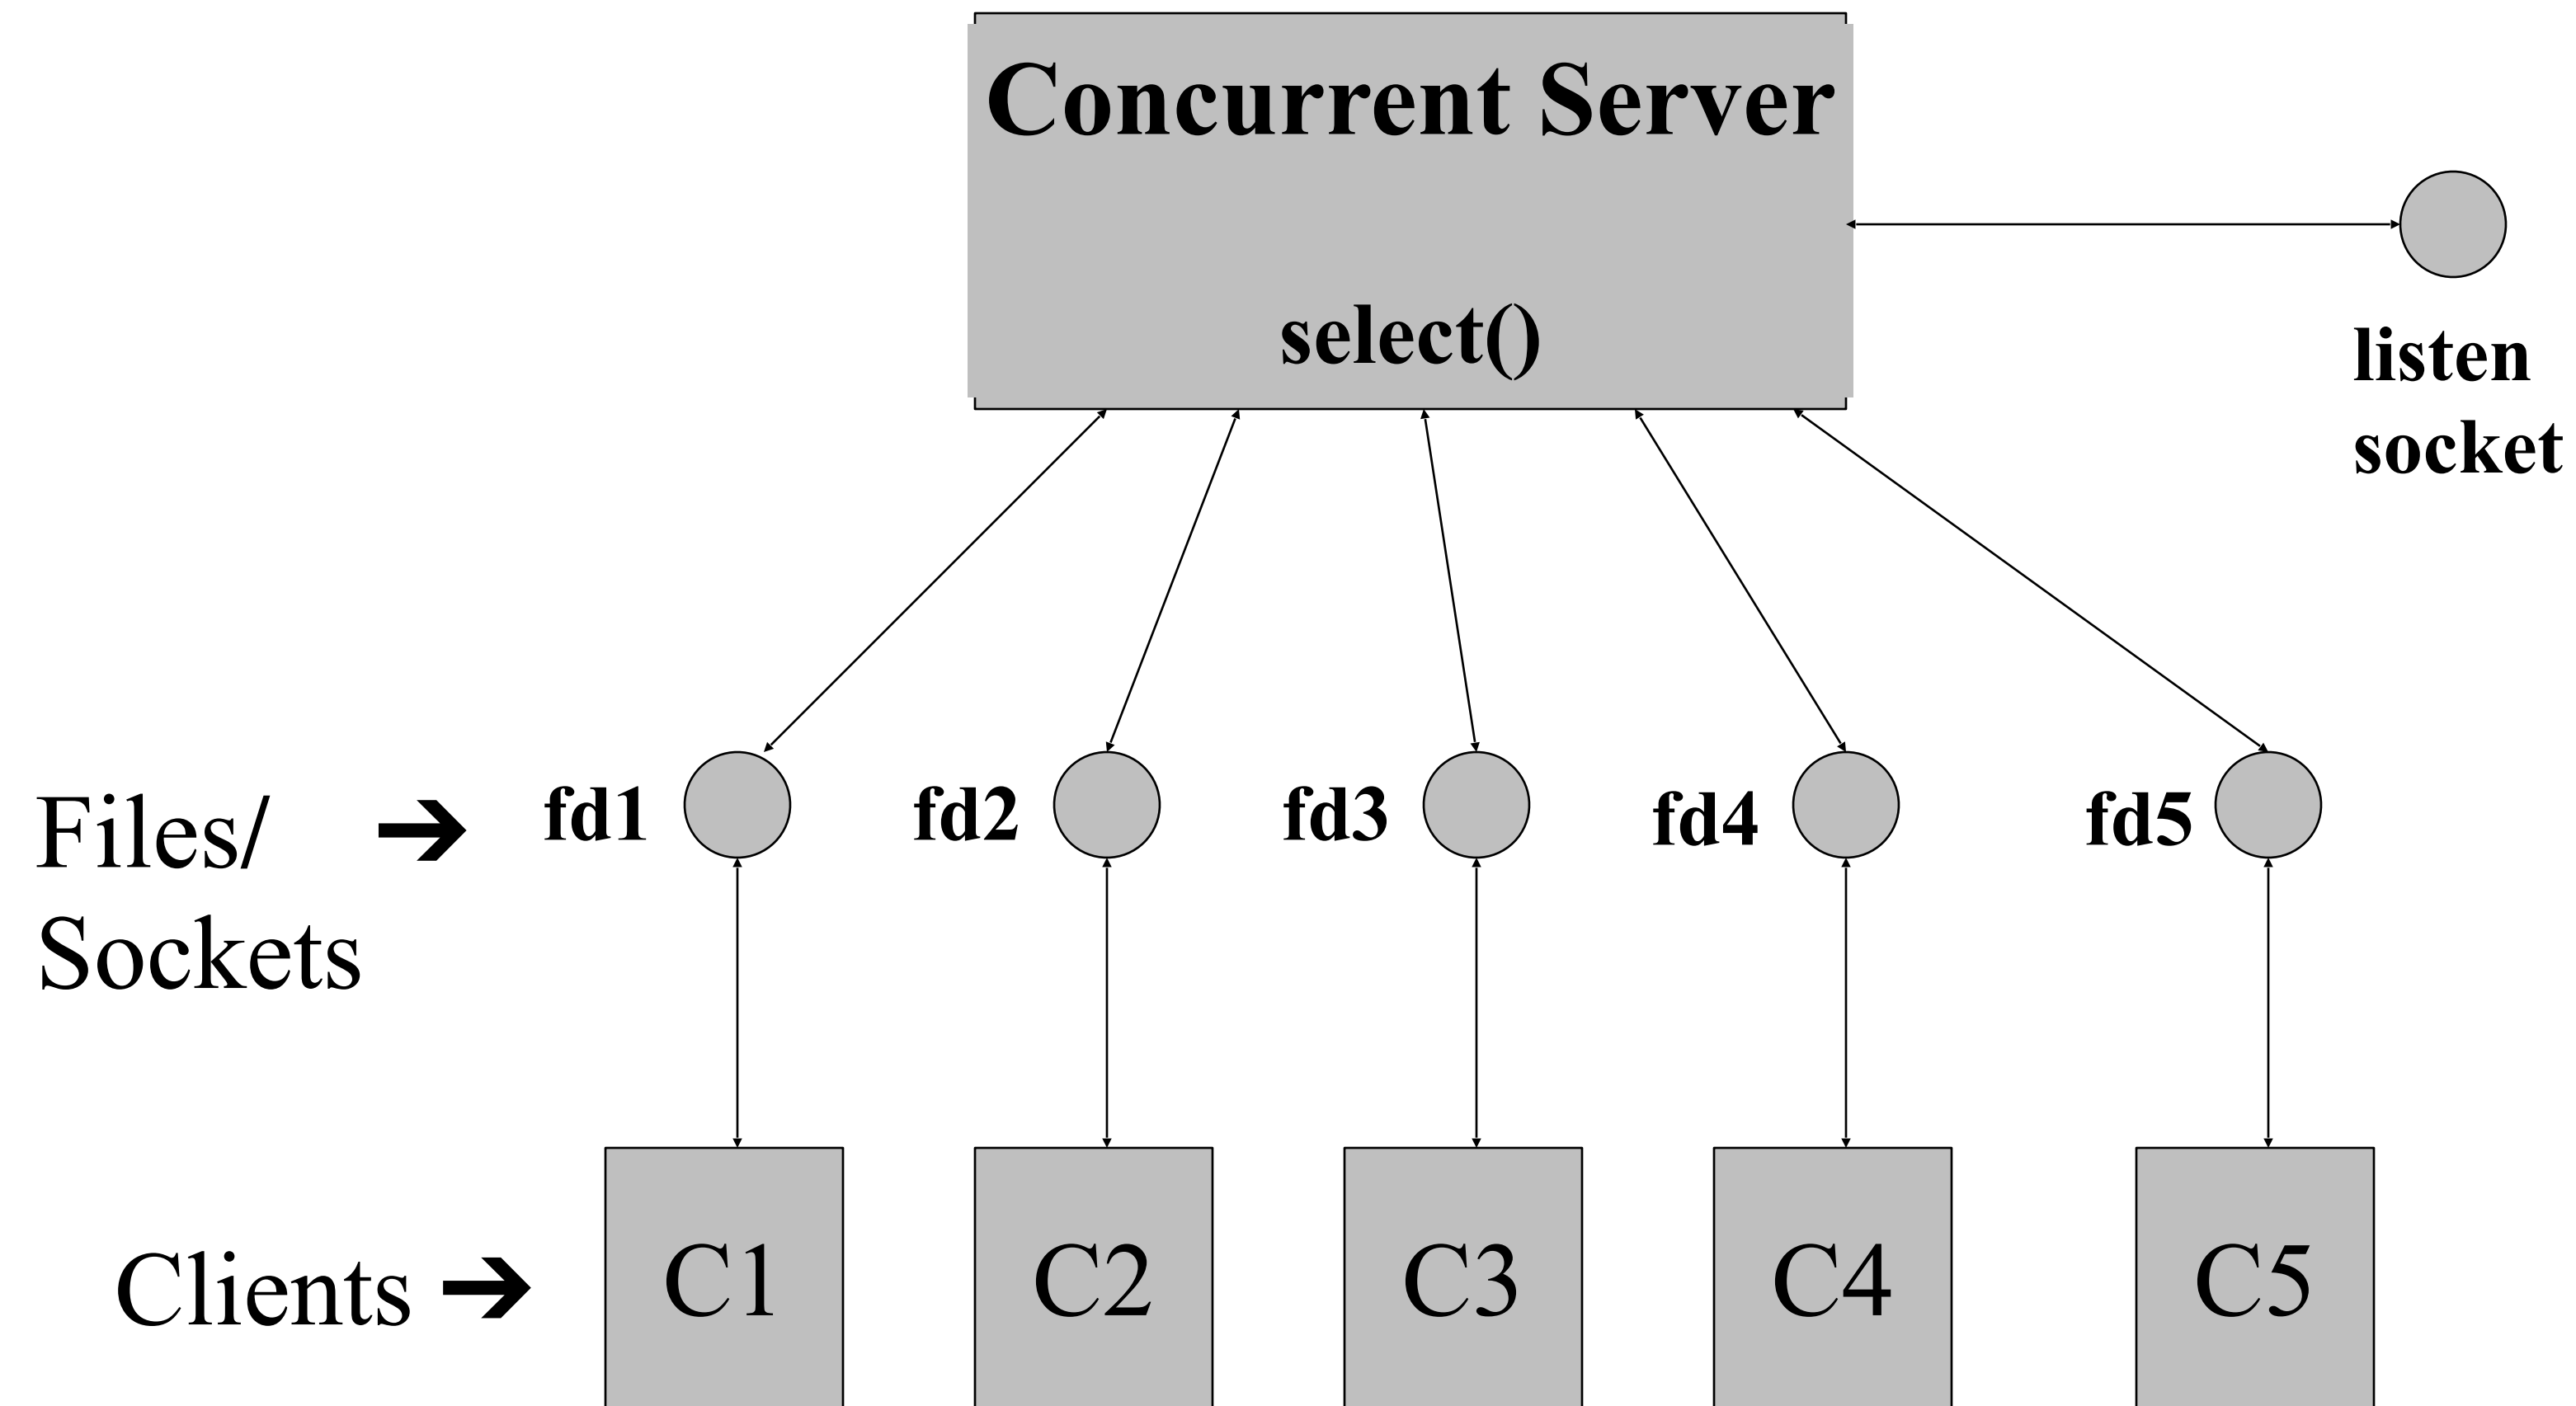 Concurrent Server
select()
listen
socket
Files/ ➔
Sockets
fd1
fd2
fd3
fd4
fd5
Clients ➔
C1
C2
C3
C4
C5